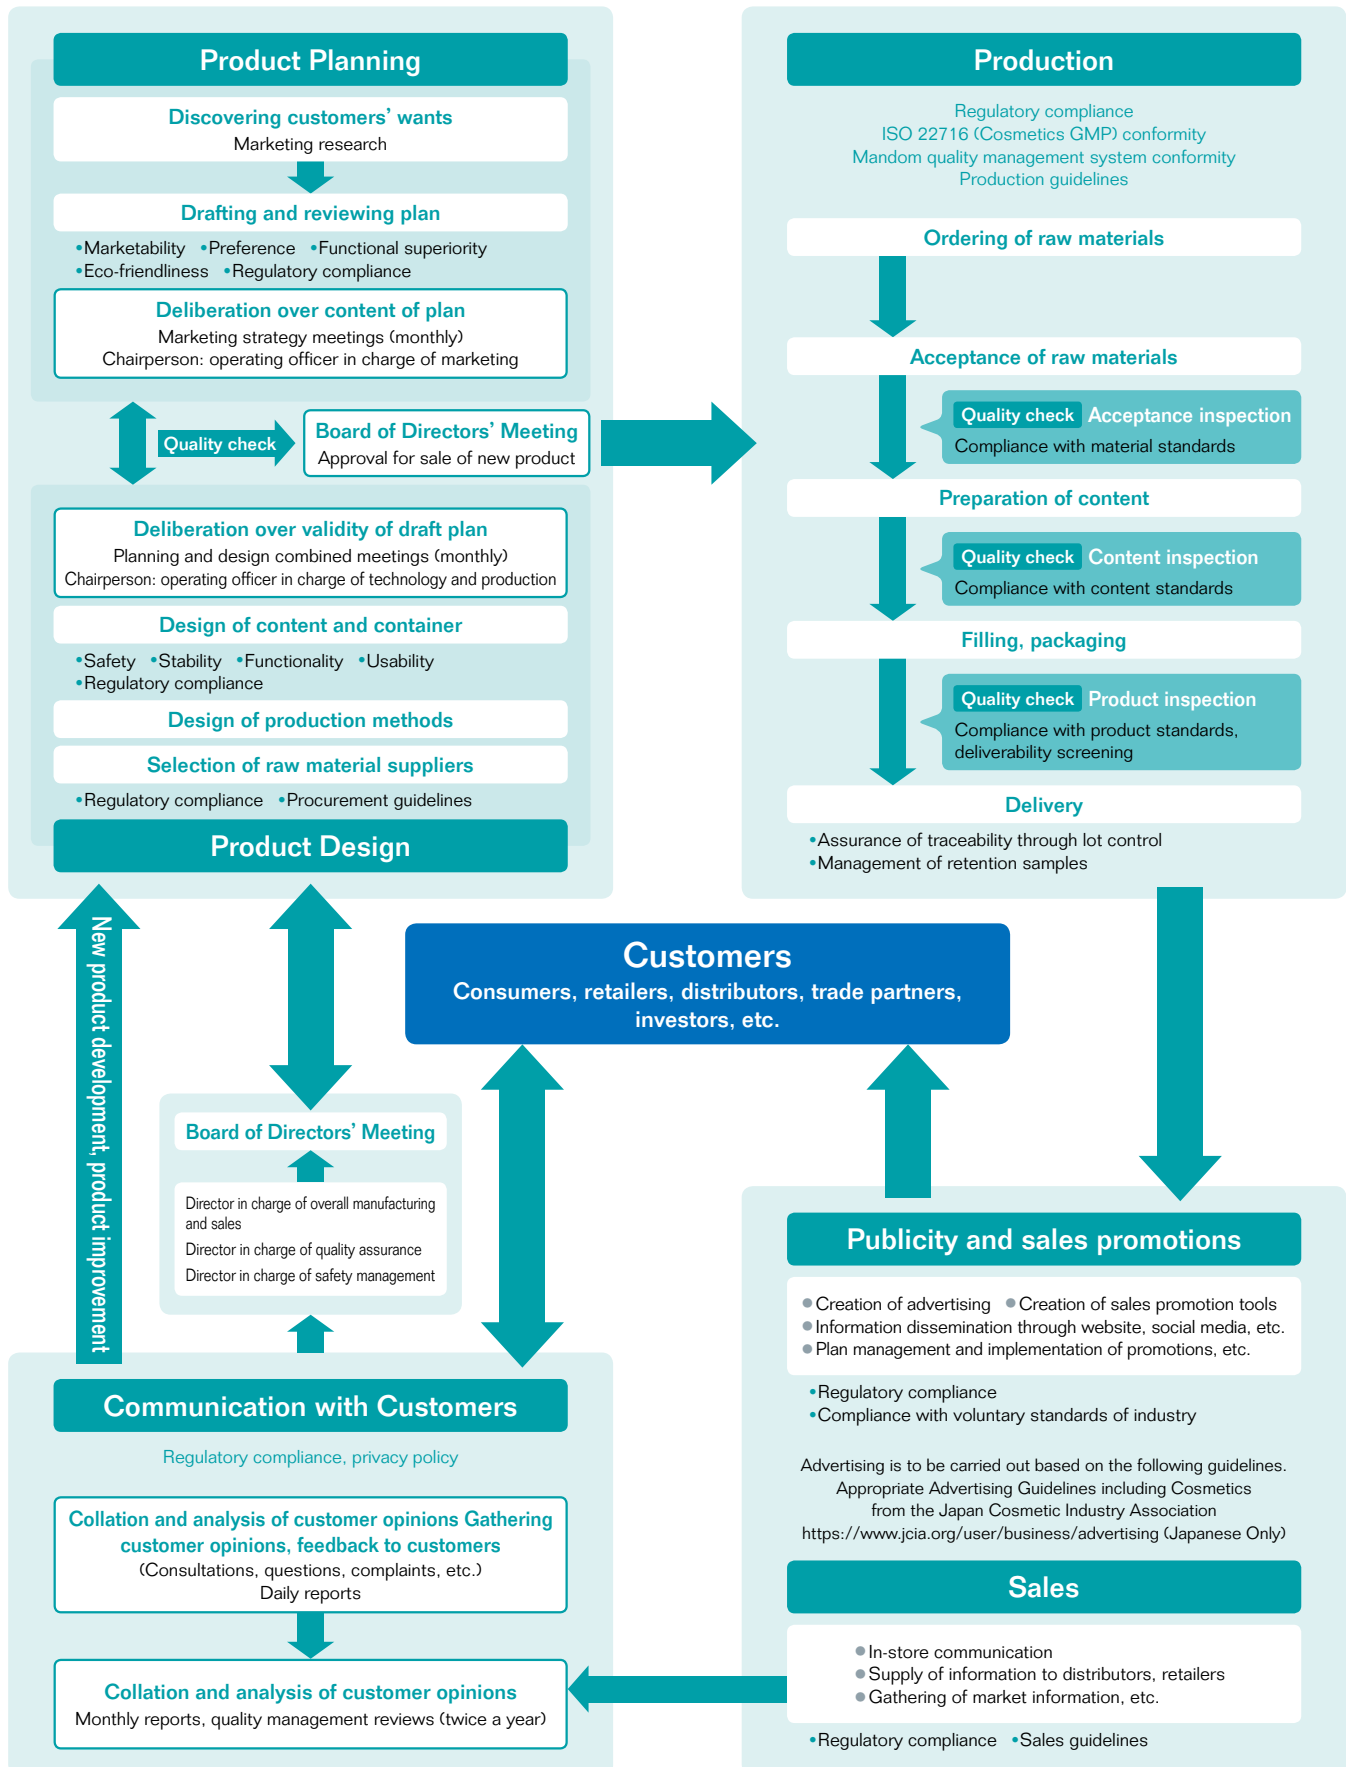 Product Planning
Discovering customers’ wants
Marketing research
Drafting and reviewing plan
•Marketability •Preference •Functional superiority
•Eco-friendliness •Regulatory compliance
Deliberation over content of plan
Marketing strategy meetings (monthly)
Chairperson: operating officer in charge of marketing
Quality check
Board of Directors’ Meeting
Approval for sale of new product
Deliberation over validity of draft plan
Planning and design combined meetings (monthly)
Chairperson: operating officer in charge of technology and production
Design of content and container
•Safety •Stability •Functionality •Usability
•Regulatory compliance
Design of production methods
Selection of raw material suppliers
•Regulatory compliance •Procurement guidelines
Product Design
Production
Regulatory compliance
ISO 22716 (Cosmetics GMP) conformity
Mandom quality management system conformity
Production guidelines
Ordering of raw materials
Acceptance of raw materials
Quality check Acceptance inspection
Compliance with material standards
Preparation of content
Quality check Content inspection
Compliance with content standards
Filling, packaging
Quality check Product inspection
Compliance with product standards,
deliverability screening
Delivery
•Assurance of traceability through lot control
•Management of retention samples
New product development, product improvement
Customers
Consumers, retailers, distributors, trade partners,
investors, etc.
Board of Directors’ Meeting
Director in charge of overall manufacturing
and sales
Director in charge of quality assurance
Director in charge of safety management
Communication with Customers
Regulatory compliance, privacy policy
Collation and analysis of customer opinions Gathering
customer opinions, feedback to customers
(Consultations, questions, complaints, etc.)
Daily reports
Collation and analysis of customer opinions
Monthly reports, quality management reviews (twice a year)
Publicity and sales promotions
●Creation of advertising ●Creation of sales promotion tools
●Information dissemination through website, social media, etc.
●Plan management and implementation of promotions, etc.
•Regulatory compliance
•Compliance with voluntary standards of industry
Advertising is to be carried out based on the following guidelines.
Appropriate Advertising Guidelines including Cosmetics
from the Japan Cosmetic Industry Association
https://www.jcia.org/user/business/advertising (Japanese Only)
Sales
●In-store communication
●Supply of information to distributors, retailers
●Gathering of market information, etc.
•Regulatory compliance •Sales guidelines